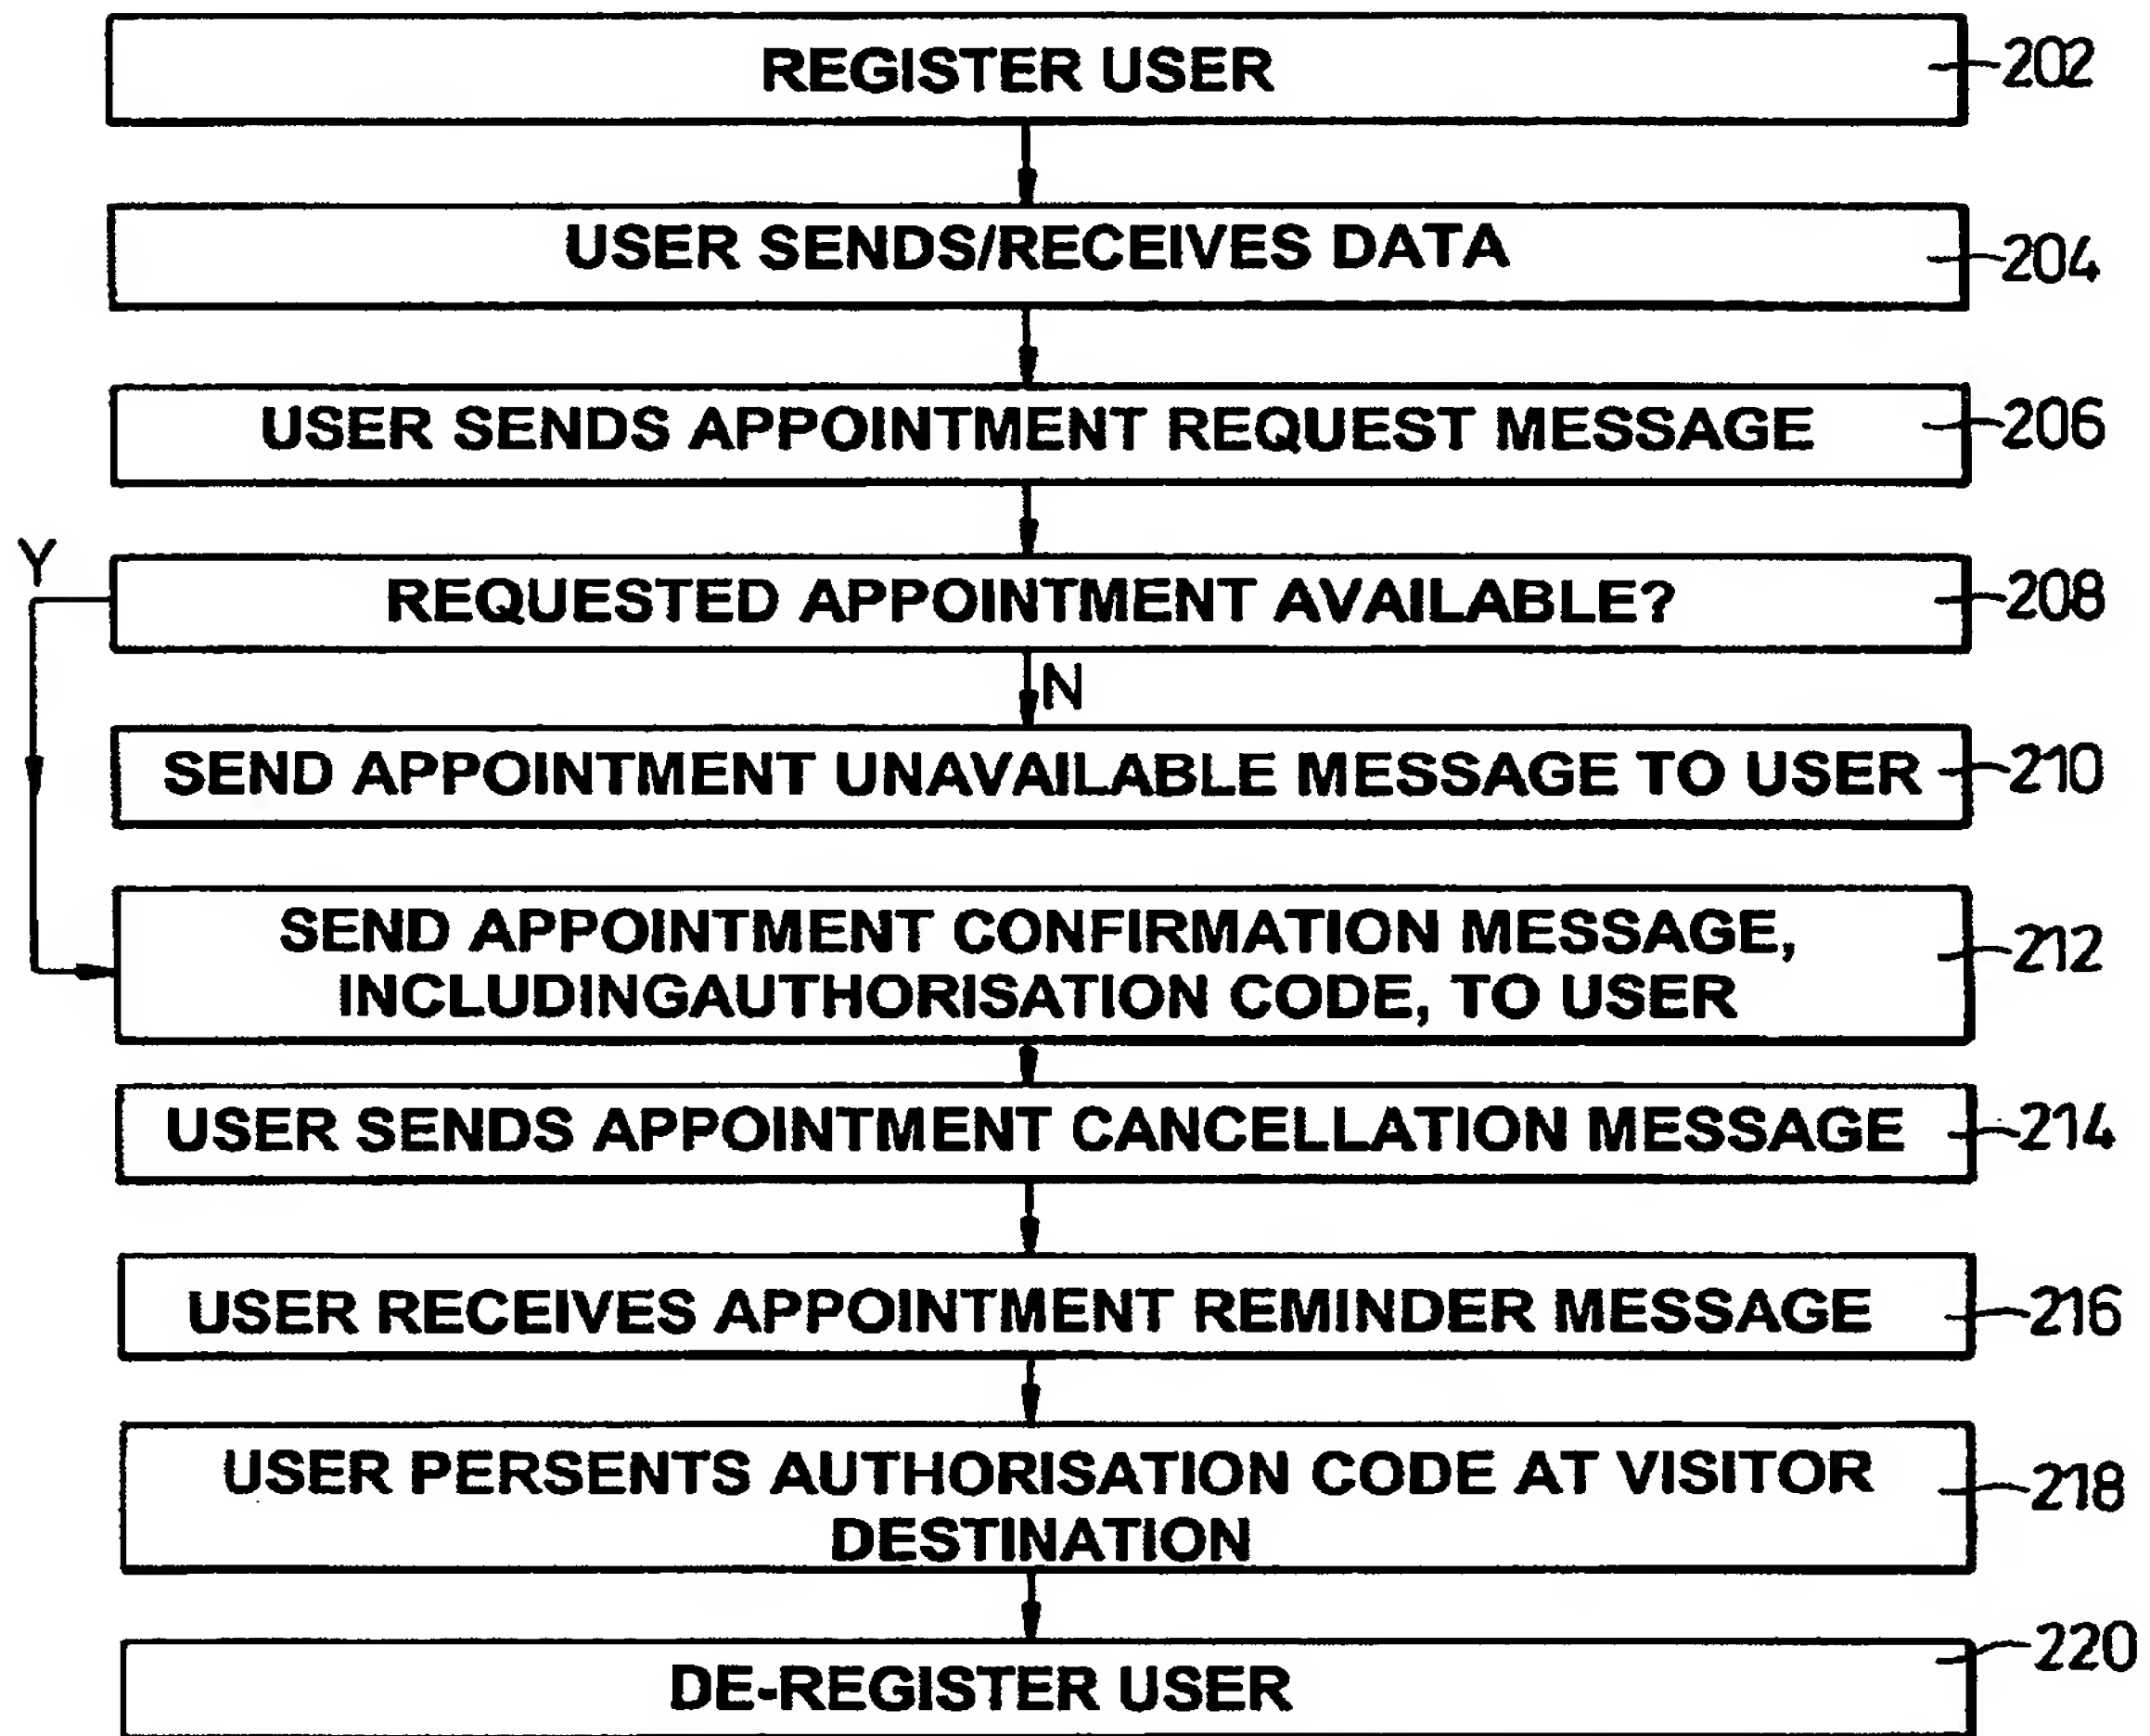 REGISTER USER 202
USER SENDS/RECEIVES DATA 204
USER SENDS APPOINTMENT REQUEST MESSAGE 206
Y
REQUESTED APPOINTMENT AVAILABLE? 208
N
SEND APPOINTMENT UNAVAILABLE MESSAGE TO USER 210
SEND APPOINTMENT CONFIRMATION MESSAGE, 212
INCLUDINGAUTHORISATION CODE, TO USER
USER SENDS APPOINTMENT CANCELLATION MESSAGE 214
USER RECEIVES APPOINTMENT REMINDER MESSAGE 216
USER PERSENTS AUTHORISATION CODE AT VISITOR 218
DESTINATION
DE-REGISTER USER 220